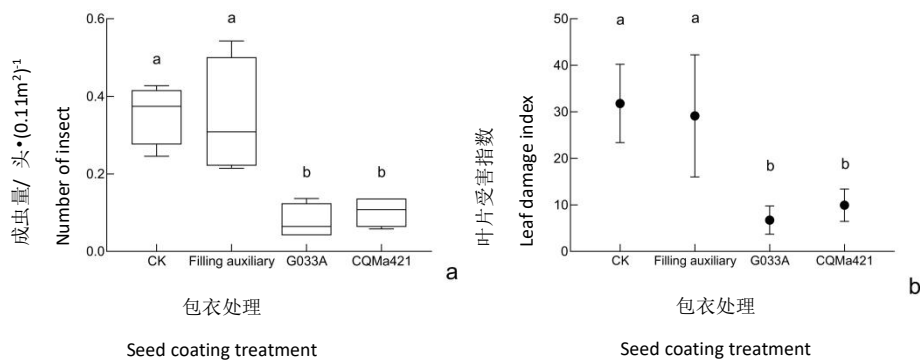 成虫量/ 头•(0.11m²)⁻¹
Number of insect
0.6
0.4
0.2
0.0
a
a
b
b
CK Filling auxiliary G033A CQMa421
a
包衣处理
Seed coating treatment
叶片受害指数
Leaf damage index
50
40
30
20
10
0
a
a
b
b
CK Filling auxiliary G033A CQMa421
b
包衣处理
Seed coating treatment